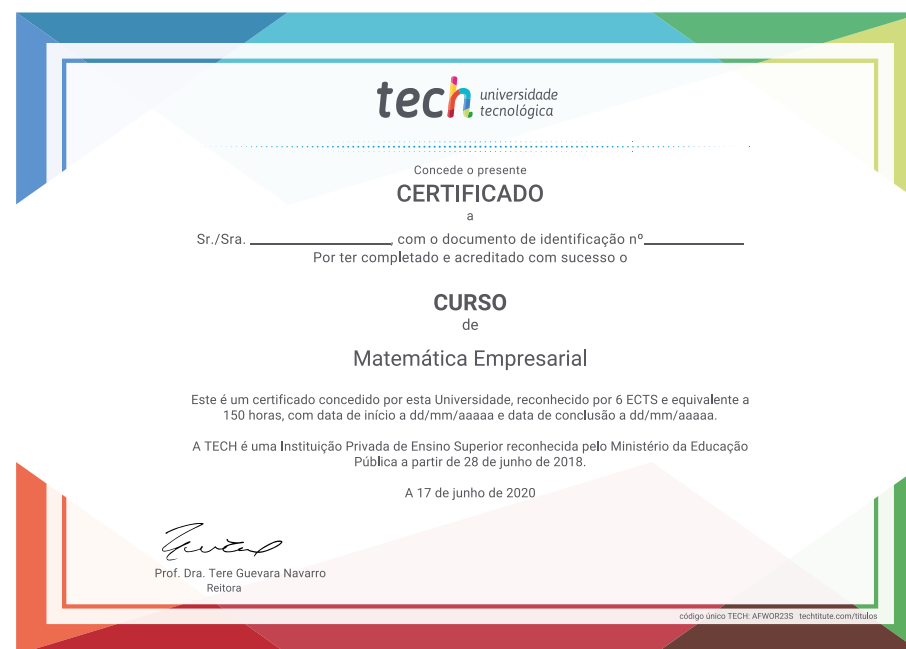 tech universidade
tecnológica
Concede o presente
CERTIFICADO
a
Sr./Sra. ____________________, com o documento de identificação nº______________
Por ter completado e acreditado com sucesso o
CURSO
de
Matemática Empresarial
Este é um certificado concedido por esta Universidade, reconhecido por 6 ECTS e equivalente a
150 horas, com data de início a dd/mm/aaaaa e data de conclusão a dd/mm/aaaaa.
A TECH é uma Instituição Privada de Ensino Superior reconhecida pelo Ministério da Educação
Pública a partir de 28 de junho de 2018.
A 17 de junho de 2020
Prof. Dra. Tere Guevara Navarro
Reitora
código único TECH: AFWOR23S techtitute.com/titulos